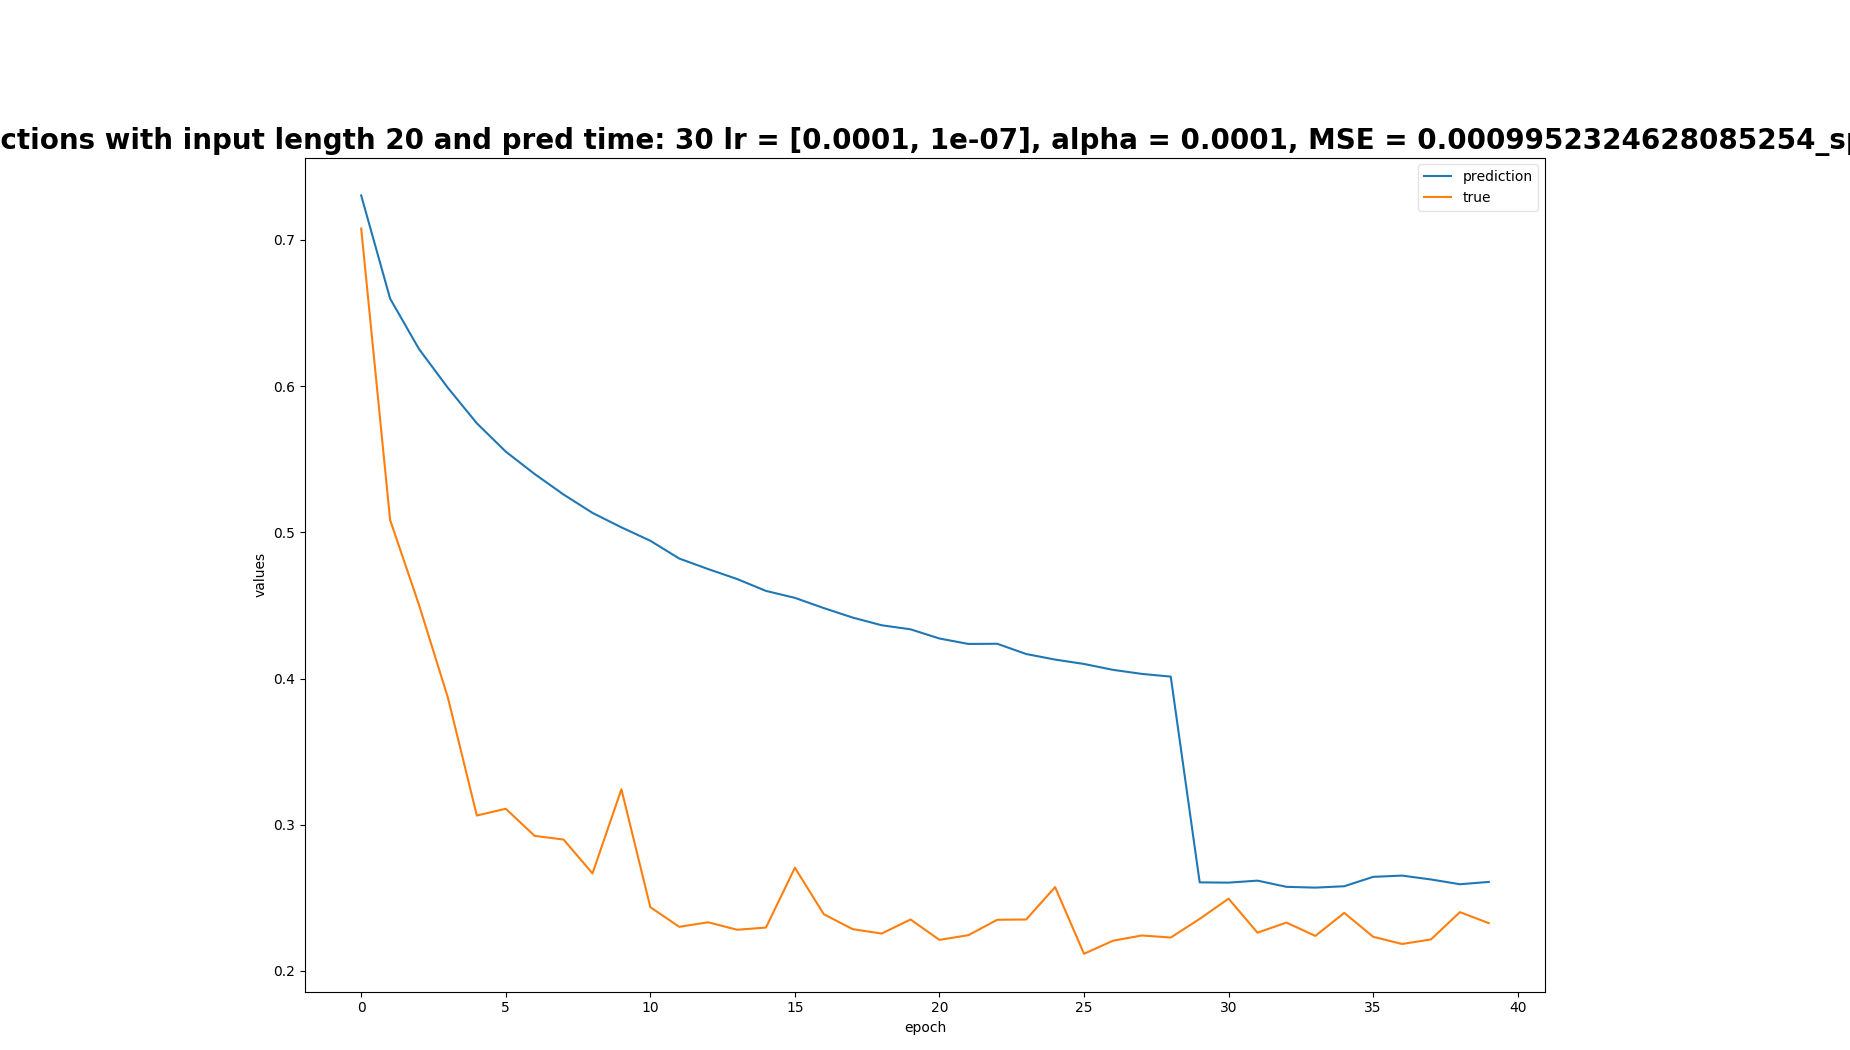 ctions with input length 20 and pred time: 30 lr = [0.0001, 1e-07], alpha = 0.0001, MSE = 0.0009952324628085254_sp
prediction
true
0.7
0.6
0.5
0.4
0.3
0.2
values
0 5 10 15 20 25 30 35 40
epoch